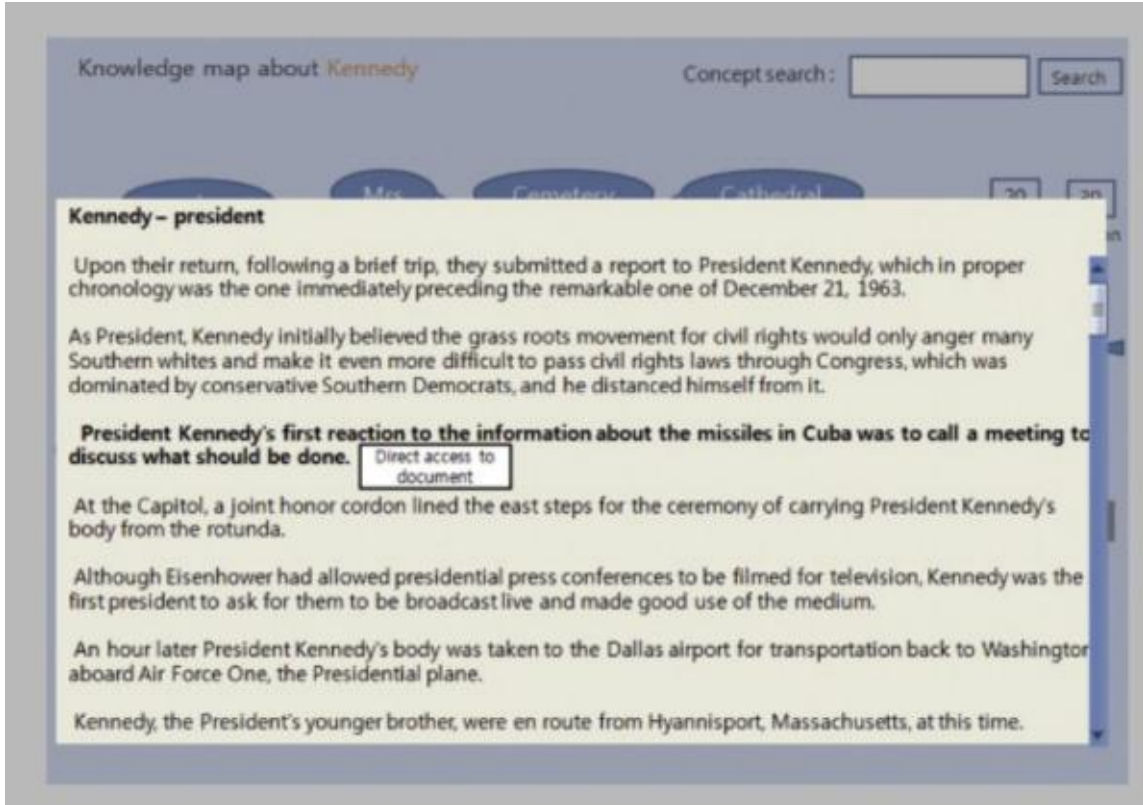 Knowledge map about Kennedy
Concept search :
Search
Mrs
Cemetery
Cathedral
20
20
Kennedy – president
Upon their return, following a brief trip, they submitted a report to President Kennedy, which in proper
chronology was the one immediately preceding the remarkable one of December 21, 1963.
As President, Kennedy initially believed the grass roots movement for civil rights would only anger many
Southern whites and make it even more difficult to pass civil rights laws through Congress, which was
dominated by conservative Southern Democrats, and he distanced himself from it.
President Kennedy's first reaction to the information about the missiles in Cuba was to call a meeting to
discuss what should be done.
Direct access to
document
At the Capitol, a joint honor cordon lined the east steps for the ceremony of carrying President Kennedy's
body from the rotunda.
Although Eisenhower had allowed presidential press conferences to be filmed for television, Kennedy was the
first president to ask for them to be broadcast live and made good use of the medium.
An hour later President Kennedy's body was taken to the Dallas airport for transportation back to Washington
aboard Air Force One, the Presidential plane.
Kennedy, the President's younger brother, were en route from Hyannisport, Massachusetts, at this time.